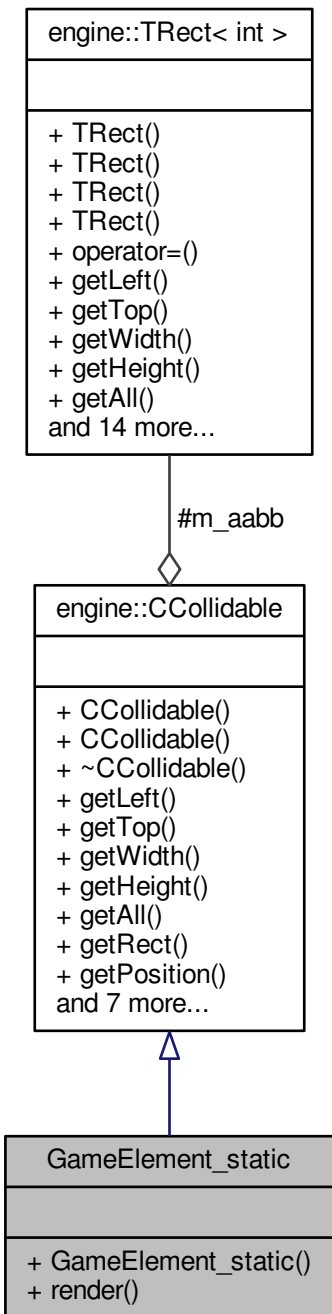 engine::TRect< int >
+ TRect()
+ TRect()
+ TRect()
+ TRect()
+ operator=()
+ getLeft()
+ getTop()
+ getWidth()
+ getHeight()
+ getAll()
and 14 more...
#m_aabb
engine::CCollidable
+ CCollidable()
+ CCollidable()
+ ~CCollidable()
+ getLeft()
+ getTop()
+ getWidth()
+ getHeight()
+ getAll()
+ getRect()
+ getPosition()
and 7 more...
GameElement_static
+ GameElement_static()
+ render()